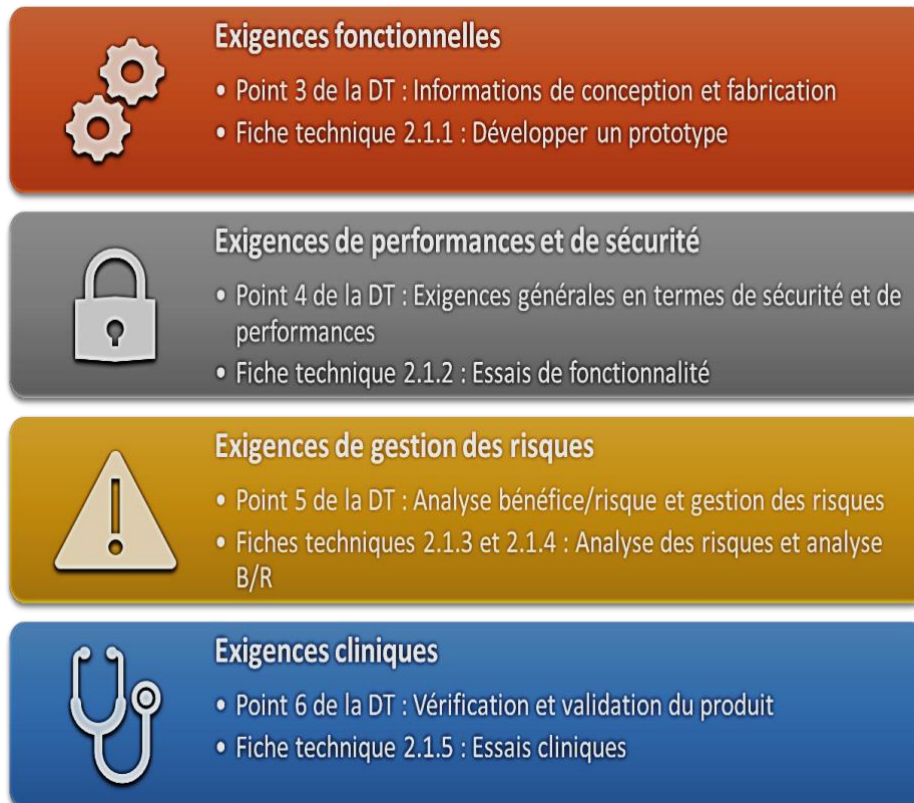 Exigences fonctionnelles
• Point 3 de la DT : Informations de conception et fabrication
• Fiche technique 2.1.1 : Développer un prototype
Exigences de performances et de sécurité
• Point 4 de la DT : Exigences générales en termes de sécurité et de
performances
• Fiche technique 2.1.2 : Essais de fonctionnalité
Exigences de gestion des risques
• Point 5 de la DT : Analyse bénéfice/risque et gestion des risques
• Fiches techniques 2.1.3 et 2.1.4 : Analyse des risques et analyse
B/R
Exigences cliniques
• Point 6 de la DT : Vérification et validation du produit
• Fiche technique 2.1.5 : Essais cliniques